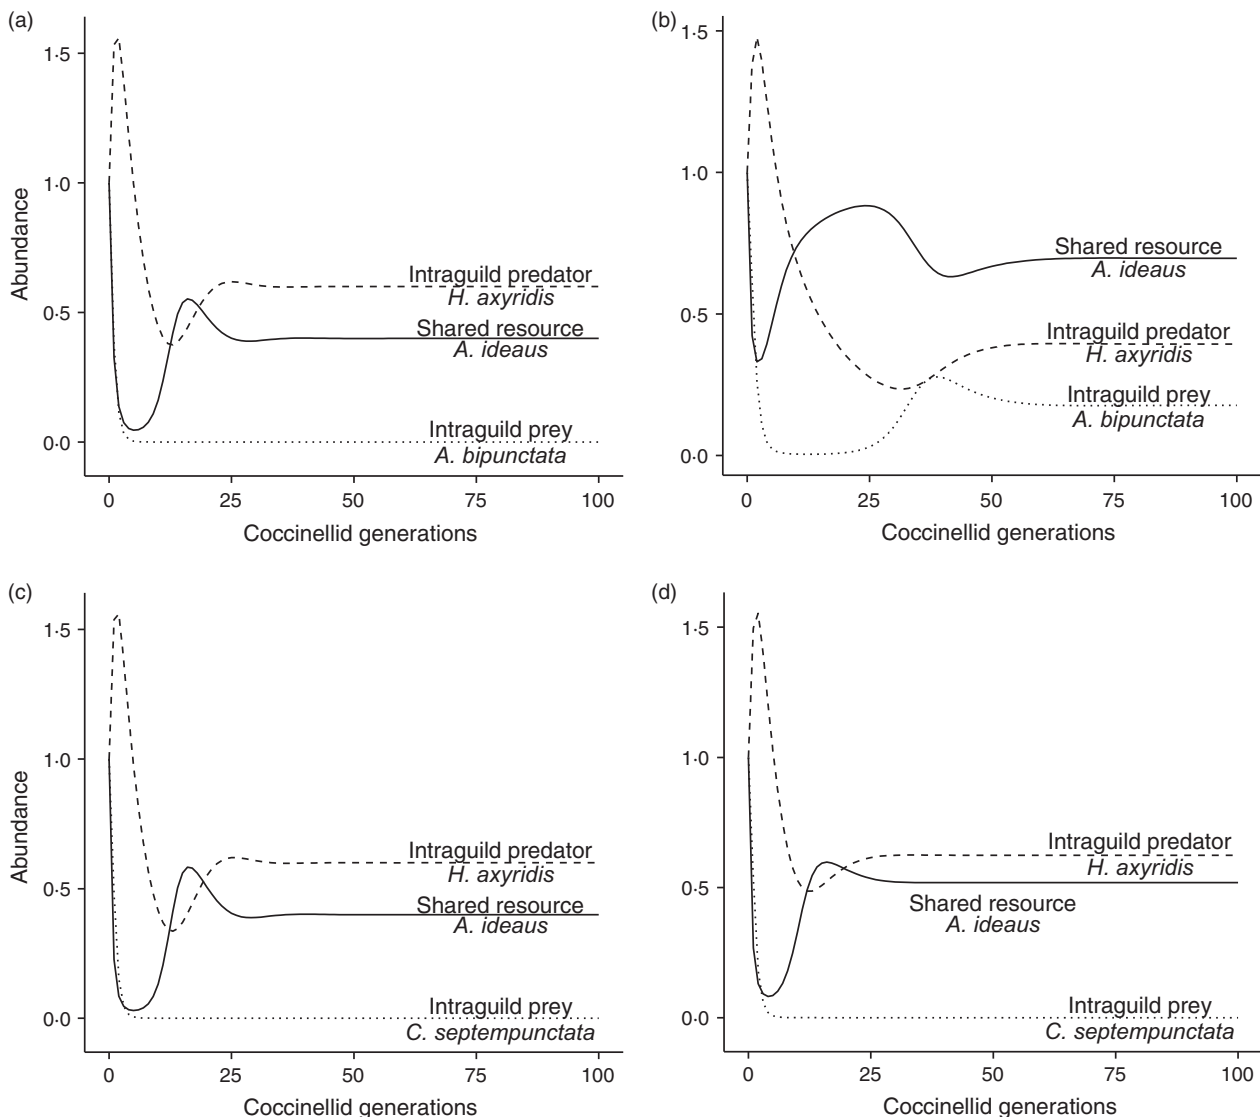 (a)
1·5
1·0
0·5
0·0
Abundance
Intraguild predator
H. axyridis
Shared resource
A. ideaus
Intraguild prey
A. bipunctata
0 25 50 75 100
Coccinellid generations
(b)
1·5
1·0
0·5
0·0
Shared resource
A. ideaus
Intraguild predator
H. axyridis
Intraguild prey
A. bipunctata
0 25 50 75 100
Coccinellid generations
(c)
1·5
1·0
0·5
0·0
Abundance
Intraguild predator
H. axyridis
Shared resource
A. ideaus
Intraguild prey
C. septempunctata
0 25 50 75 100
Coccinellid generations
(d)
1·5
1·0
0·5
0·0
Intraguild predator
H. axyridis
Shared resource
A. ideaus
Intraguild prey
C. septempunctata
0 25 50 75 100
Coccinellid generations